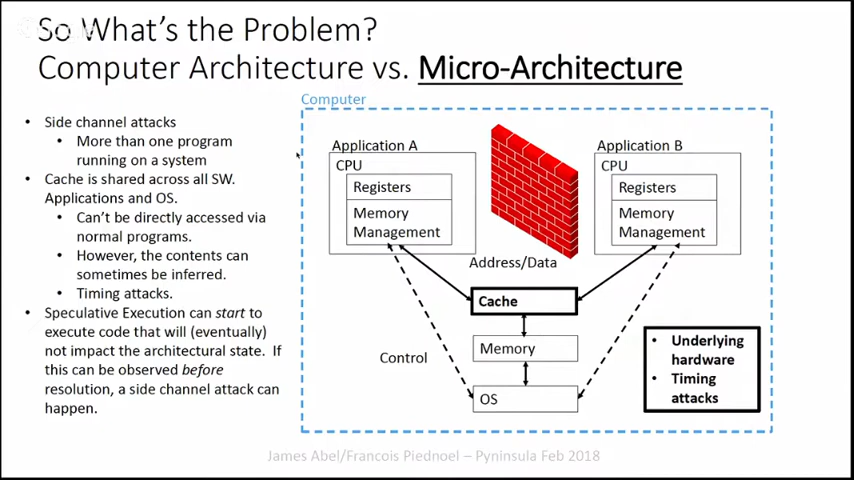 So What's the Problem?
Computer Architecture vs. Micro-Architecture
• Side channel attacks
• More than one program
running on a system
• Cache is shared across all SW.
Applications and OS.
• Can't be directly accessed via
normal programs.
• However, the contents can
sometimes be inferred.
• Timing attacks.
• Speculative Execution can start to
execute code that will (eventually)
not impact the architectural state. If
this can be observed before
resolution, a side channel attack can
happen.
Computer
Application A
CPU
Registers
Memory
Management
Application B
CPU
Registers
Memory
Management
Address/Data
Cache
Memory
Control
OS
• Underlying
hardware
• Timing
attacks
James Abel/Francois Piednoel – Pyninsula Feb 2018